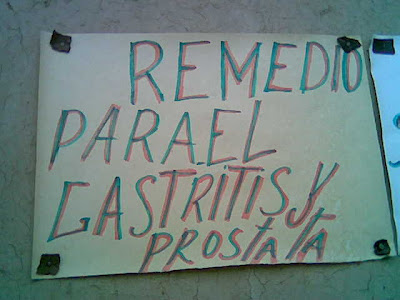 REMEDIO
PARA EL
GASTRITIS Y
PROSTATA